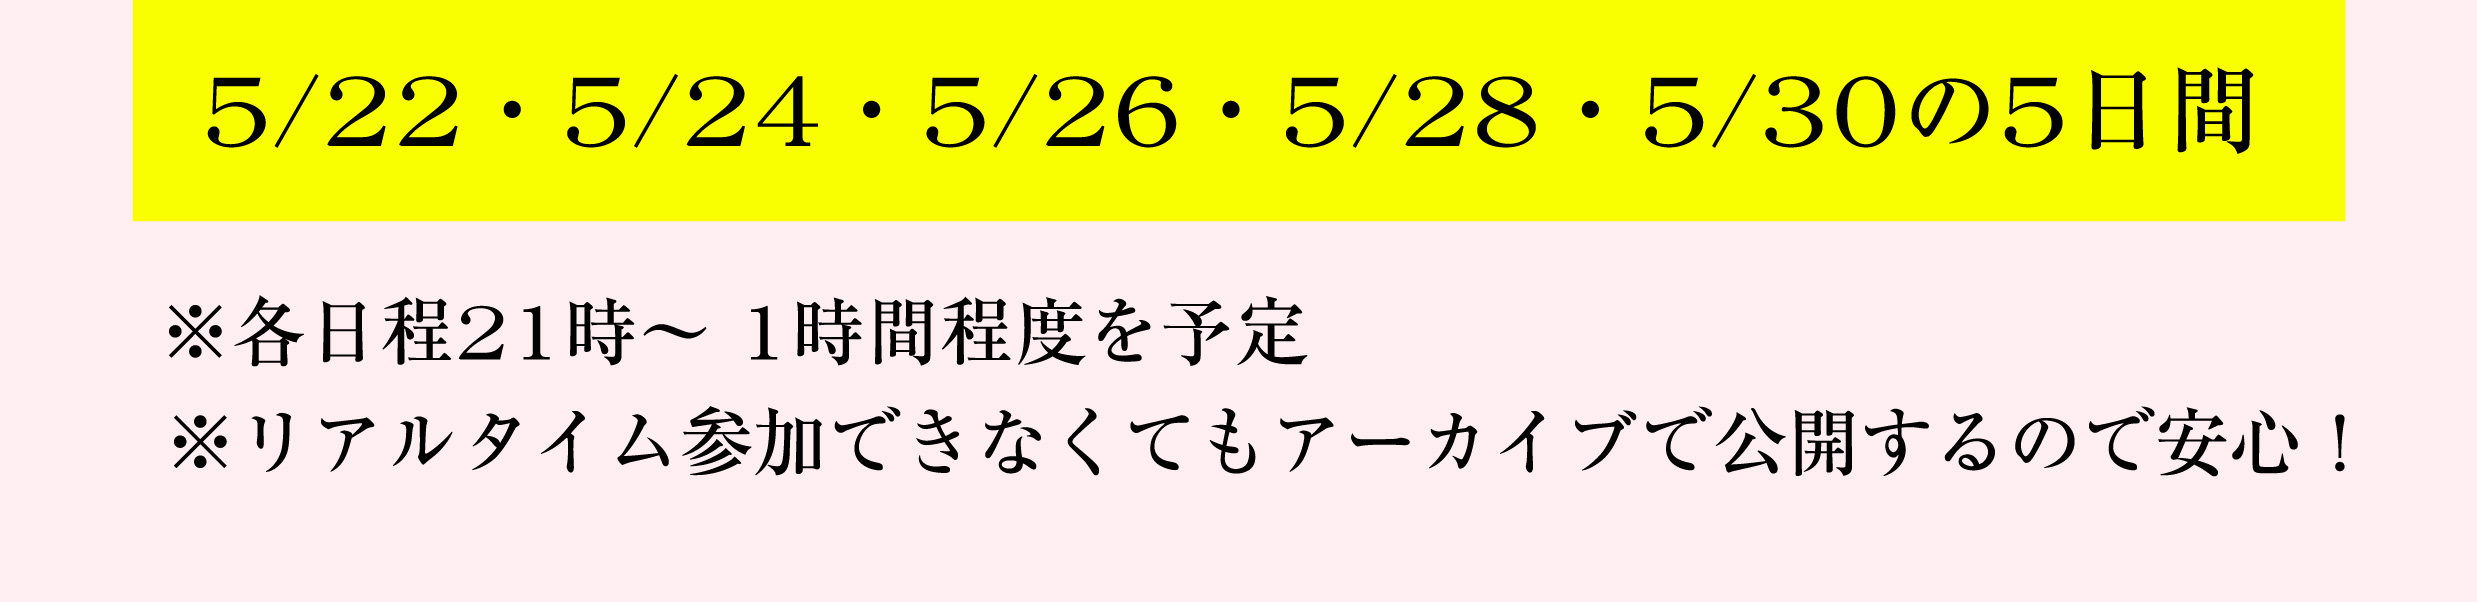 5/22・5/24・5/26・5/28・5/30の5日間
※各日程21時〜 1時間程度を予定
※リアルタイム参加できなくてもアーカイブで公開するので安心！